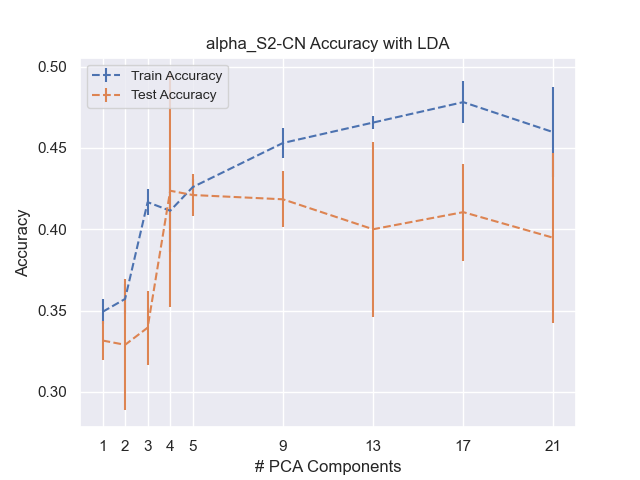 alpha_S2-CN Accuracy with LDA
Train Accuracy
Test Accuracy
0.50
0.45
0.40
0.35
0.30
Accuracy
1 2 3 4 5 9 13 17 21
# PCA Components